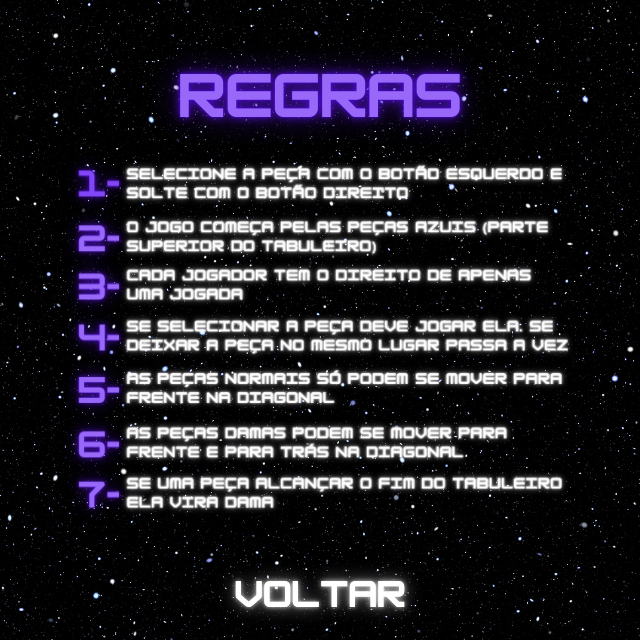 REGRAS
1- SELECIONE A PEÇA COM O BOTÃO ESQUERDO E
SOLTE COM O BOTÃO DIREITO
2- O JOGO COMEÇA PELAS PEÇAS AZUIS (PARTE
SUPERIOR DO TABULEIRO)
3- CADA JOGADOR TEM O DIREITO DE APENAS
UMA JOGADA
4- SE SELECIONAR A PEÇA DEVE JOGAR ELA. SE
DEIXAR A PEÇA NO MESMO LUGAR PASSA A VEZ
5- AS PEÇAS NORMAIS SÓ PODEM SE MOVER PARA
FRENTE NA DIAGONAL
6- AS PEÇAS DAMAS PODEM SE MOVER PARA
FRENTE E PARA TRÁS NA DIAGONAL
7- SE UMA PEÇA ALCANÇAR O FIM DO TABULEIRO
ELA VIRA DAMA
VOLTAR